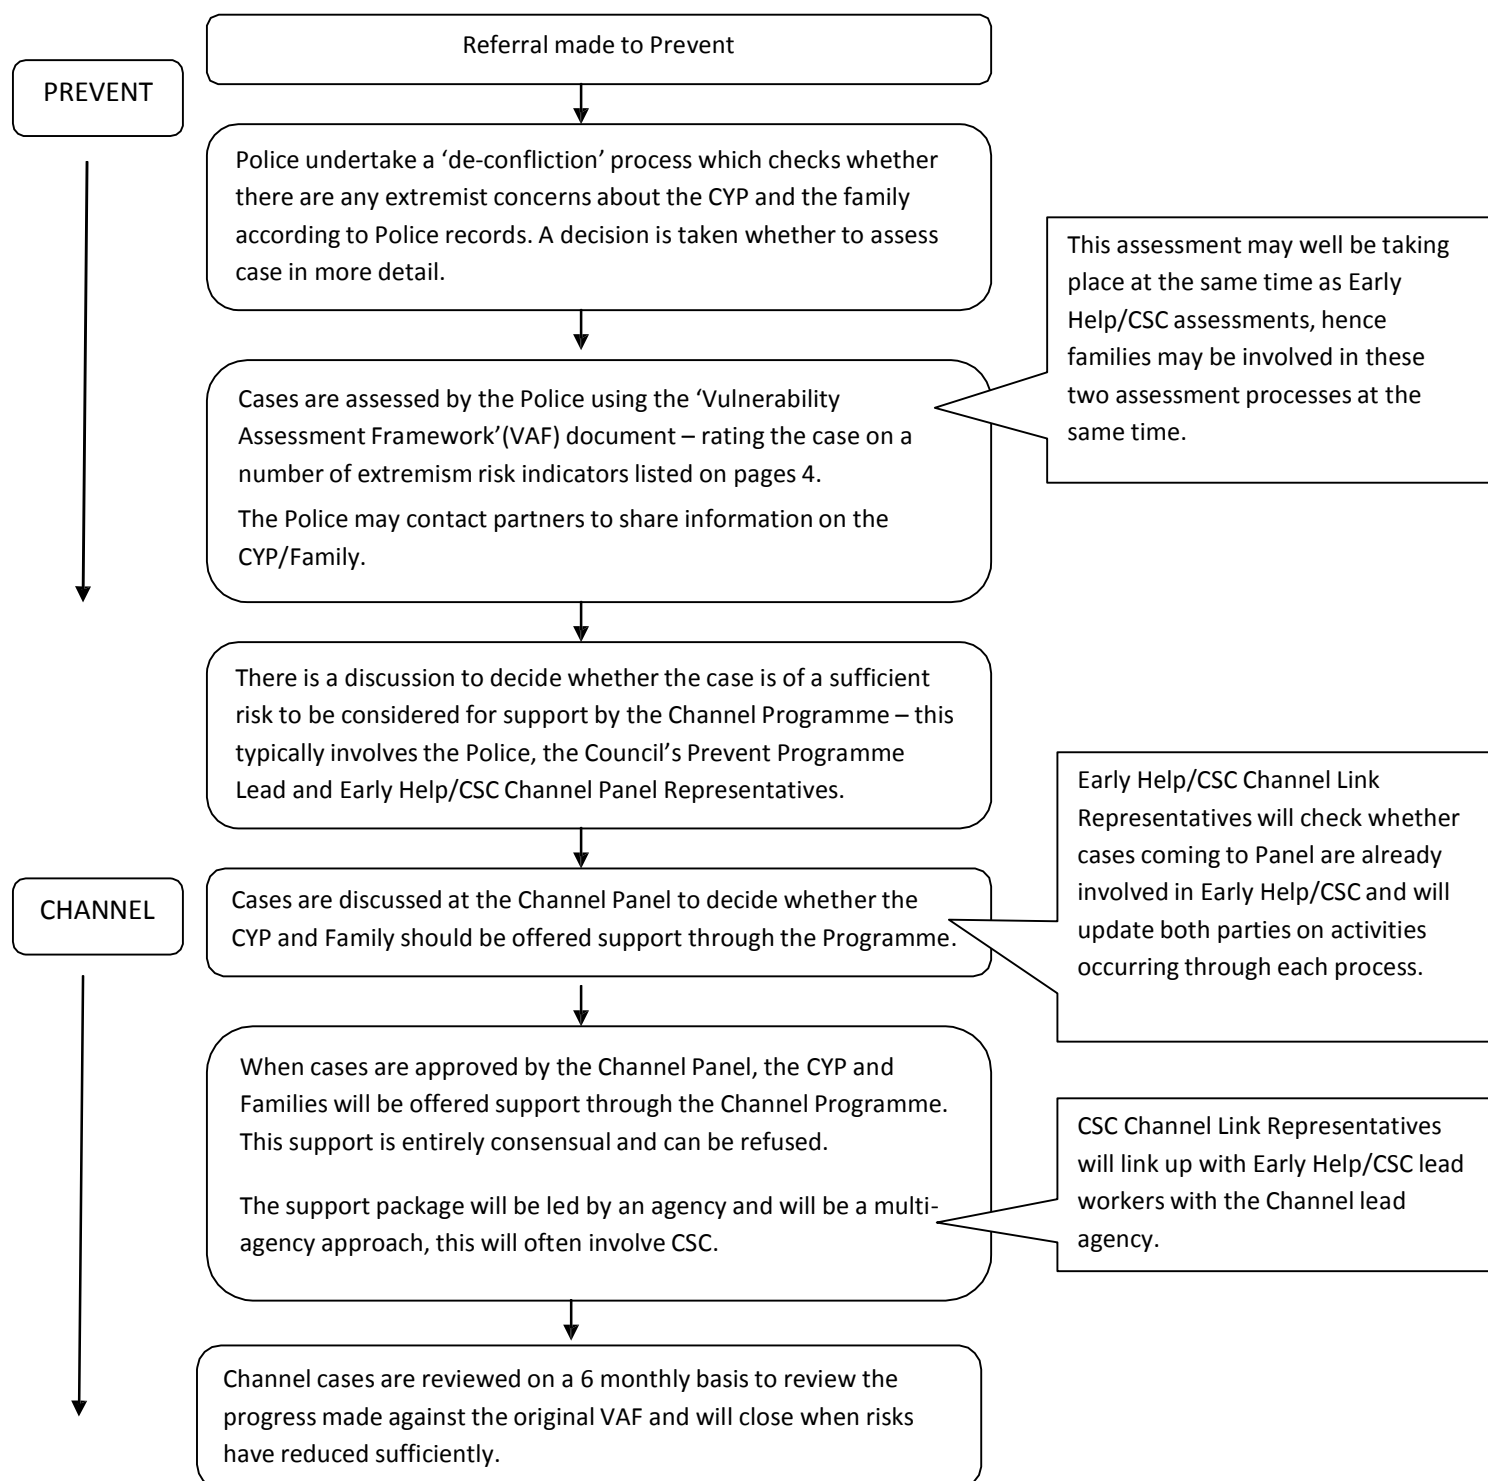 Referral made to Prevent
PREVENT
Police undertake a ‘de-confliction’ process which checks whether
there are any extremist concerns about the CYP and the family
according to Police records. A decision is taken whether to assess
case in more detail.
This assessment may well be taking
place at the same time as Early
Help/CSC assessments, hence
families may be involved in these
two assessment processes at the
same time.
Cases are assessed by the Police using the ‘Vulnerability
Assessment Framework’(VAF) document – rating the case on a
number of extremism risk indicators listed on pages 4.
The Police may contact partners to share information on the
CYP/Family.
There is a discussion to decide whether the case is of a sufficient
risk to be considered for support by the Channel Programme – this
typically involves the Police, the Council’s Prevent Programme
Lead and Early Help/CSC Channel Panel Representatives.
Early Help/CSC Channel Link
Representatives will check whether
cases coming to Panel are already
involved in Early Help/CSC and will
update both parties on activities
occurring through each process.
CHANNEL
Cases are discussed at the Channel Panel to decide whether the
CYP and Family should be offered support through the Programme.
When cases are approved by the Channel Panel, the CYP and
Families will be offered support through the Channel Programme.
This support is entirely consensual and can be refused.
The support package will be led by an agency and will be a multi-
agency approach, this will often involve CSC.
CSC Channel Link Representatives
will link up with Early Help/CSC lead
workers with the Channel lead
agency.
Channel cases are reviewed on a 6 monthly basis to review the
progress made against the original VAF and will close when risks
have reduced sufficiently.